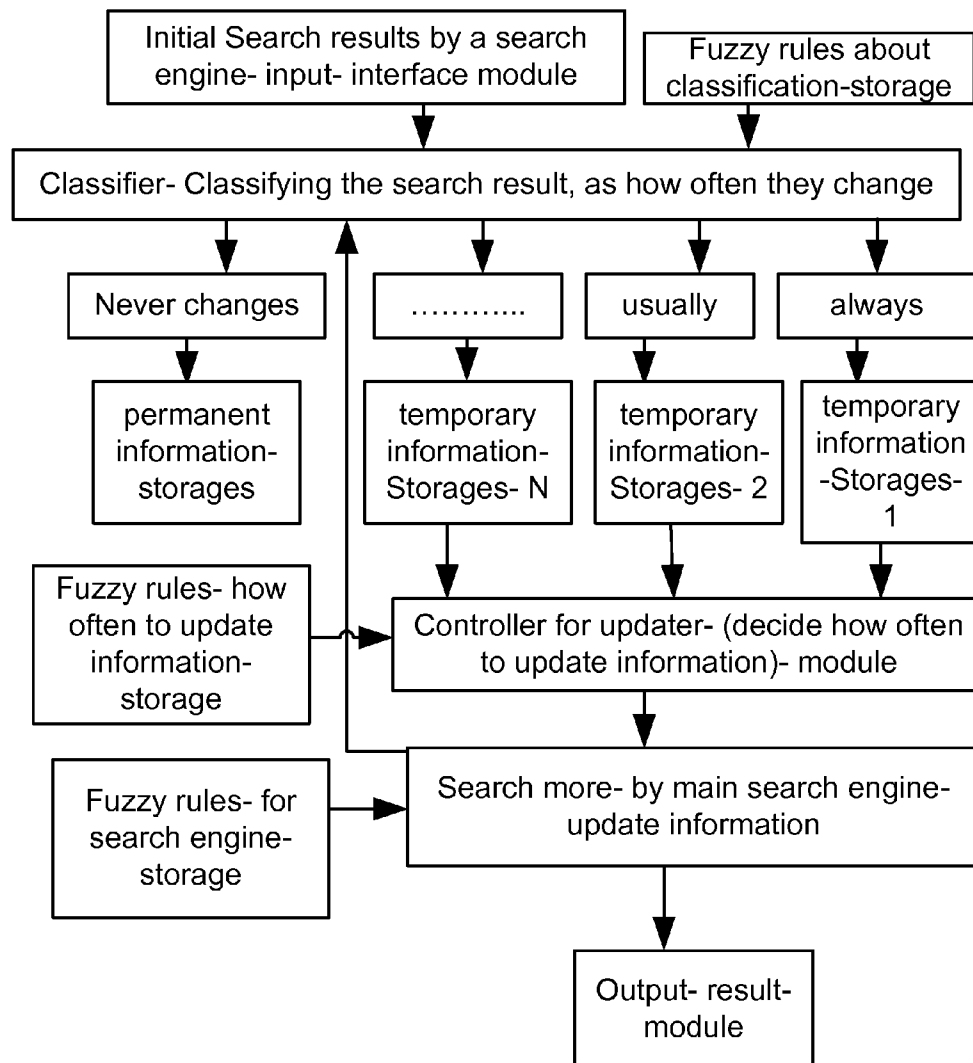 Initial Search results by a search
engine- input- interface module
Fuzzy rules about
classification-storage
Classifier- Classifying the search result, as how often they change
Never changes
………...
usually
always
permanent
information-
storages
temporary
information-
Storages- N
temporary
information-
Storages- 2
temporary
information
-Storages-
1
Fuzzy rules- how
often to update
information-
storage
Controller for updater- (decide how often
to update information)- module
Fuzzy rules- for
search engine-
storage
Search more- by main search engine-
update information
Output- result-
module